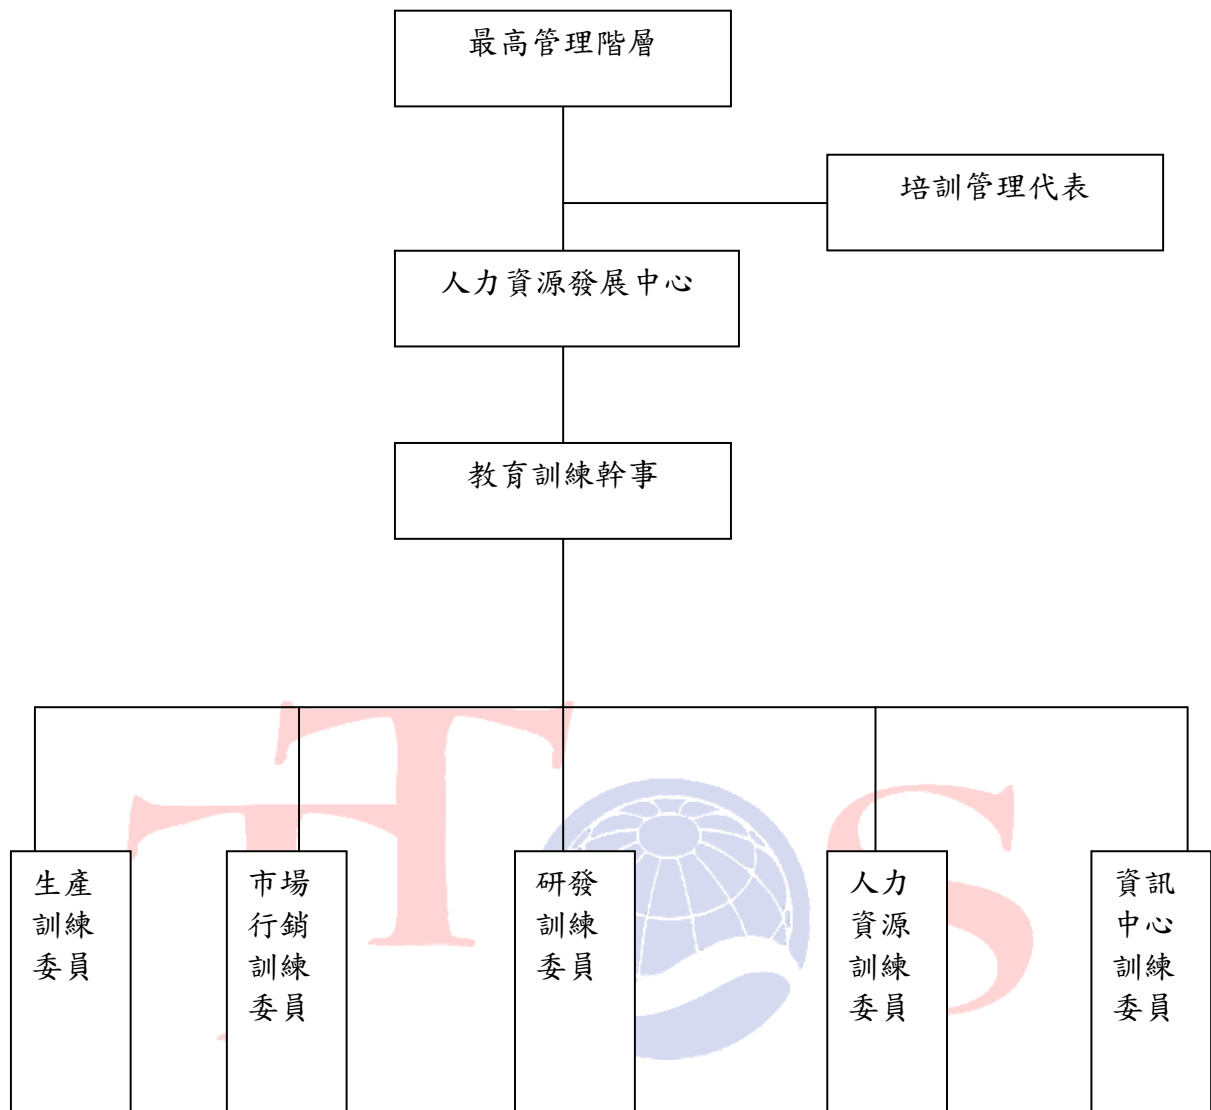 最高管理階層
培訓管理代表
人力資源發展中心
教育訓練幹事
生產
訓練
委員
市場
行銷
訓練
委員
研發
訓練
委員
人力
資源
訓練
委員
資訊
中心
訓練
委員
TTQS